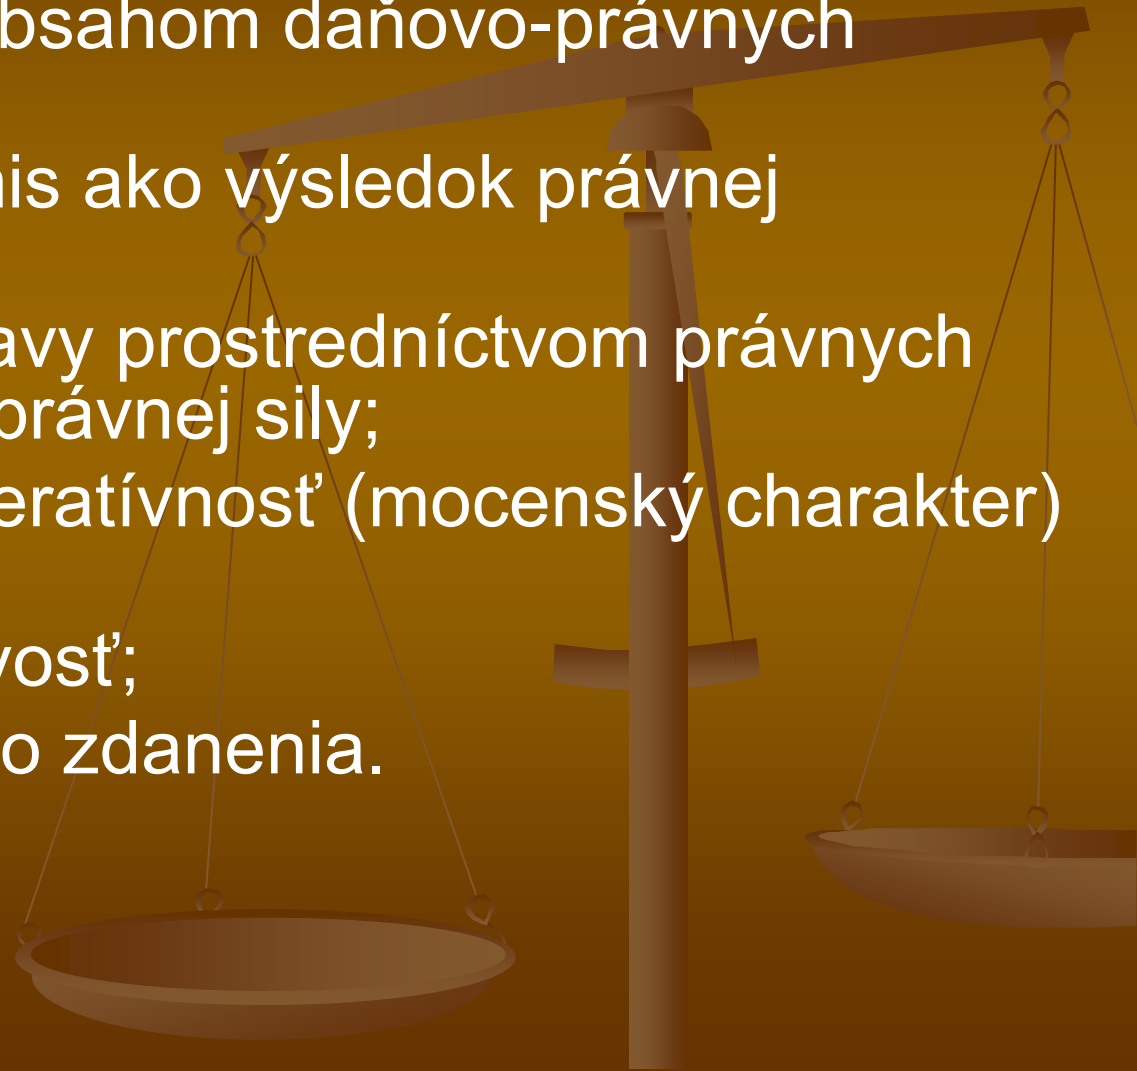 bsahom daňovo-právnych
nis ako výsledok právnej
avy prostredníctvom právnych
právnej sily;
eratívnosť (mocenský charakter)
vosť;
o zdanenia.